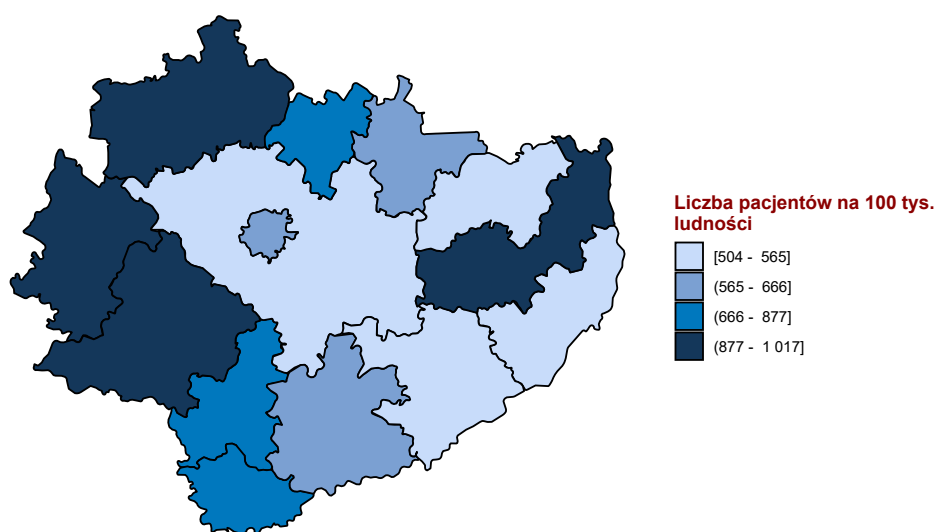 Liczba pacjentów na 100 tys.
ludności
[504 - 565]
(565 - 666]
(666 - 877]
(877 - 1 017]